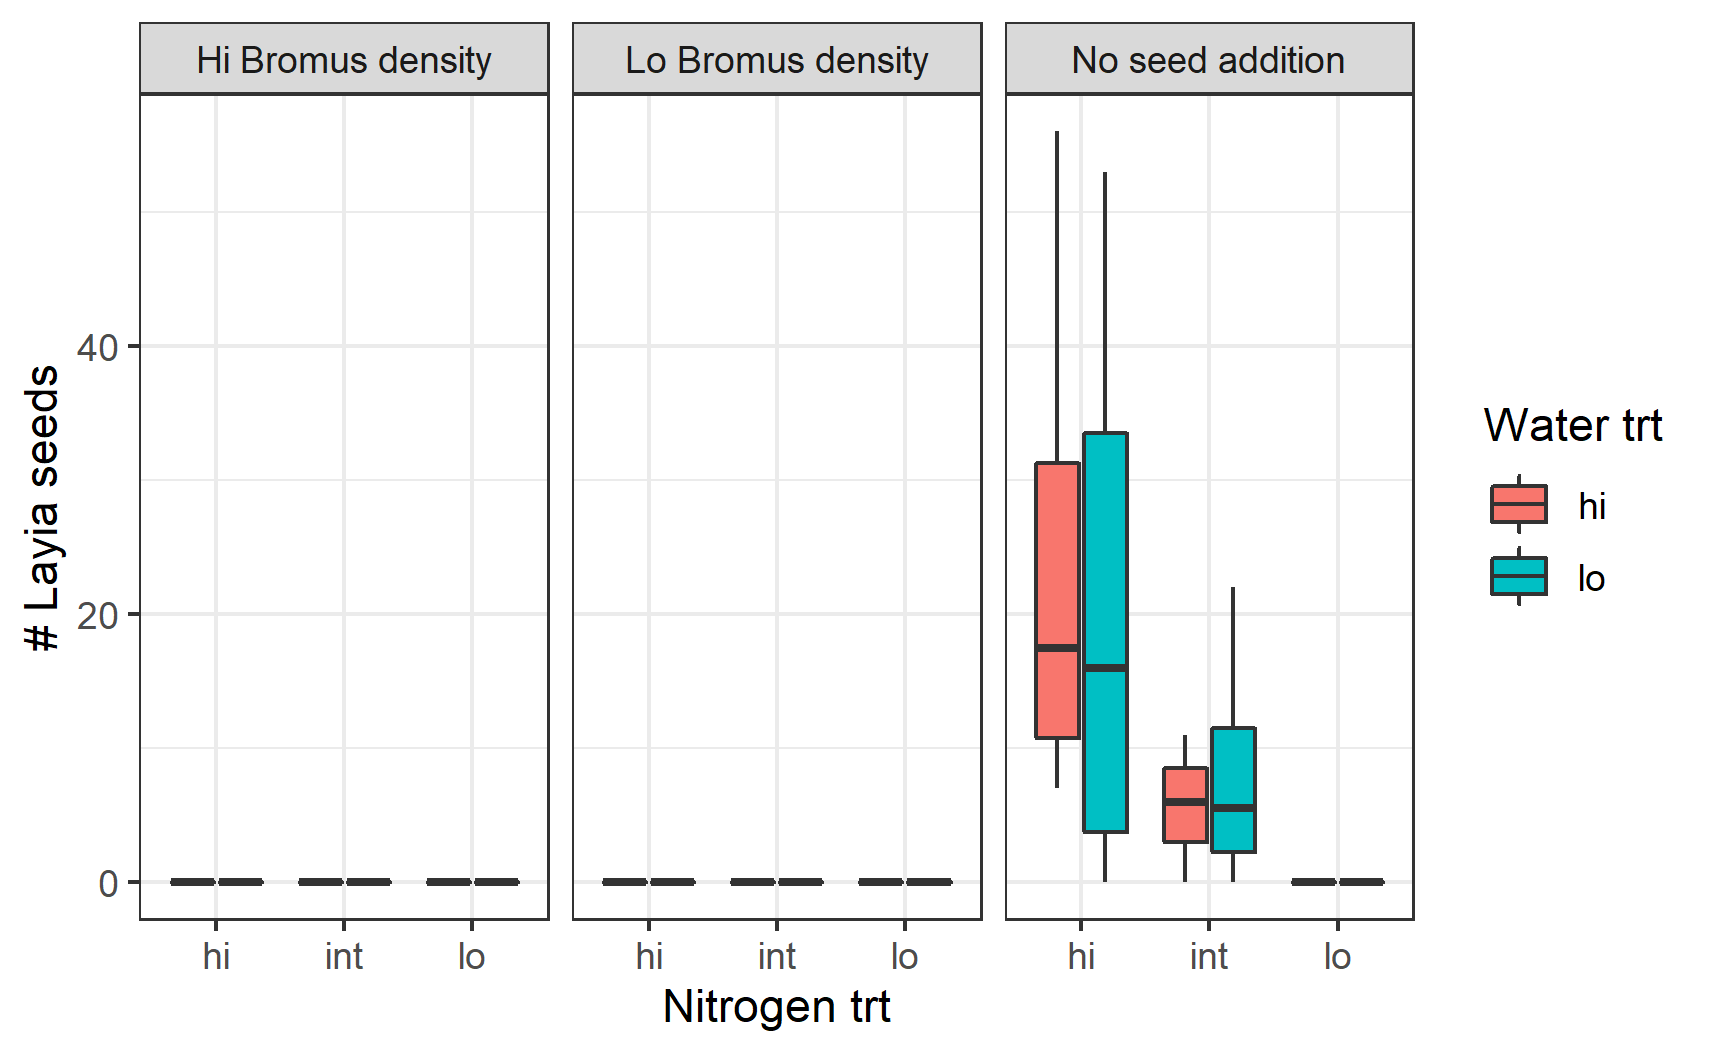 Hi Bromus density
Lo Bromus density
No seed addition
# Layia seeds
40
20
0
hi
int
lo
hi
int
lo
hi
int
lo
Nitrogen trt
Water trt
hi
lo